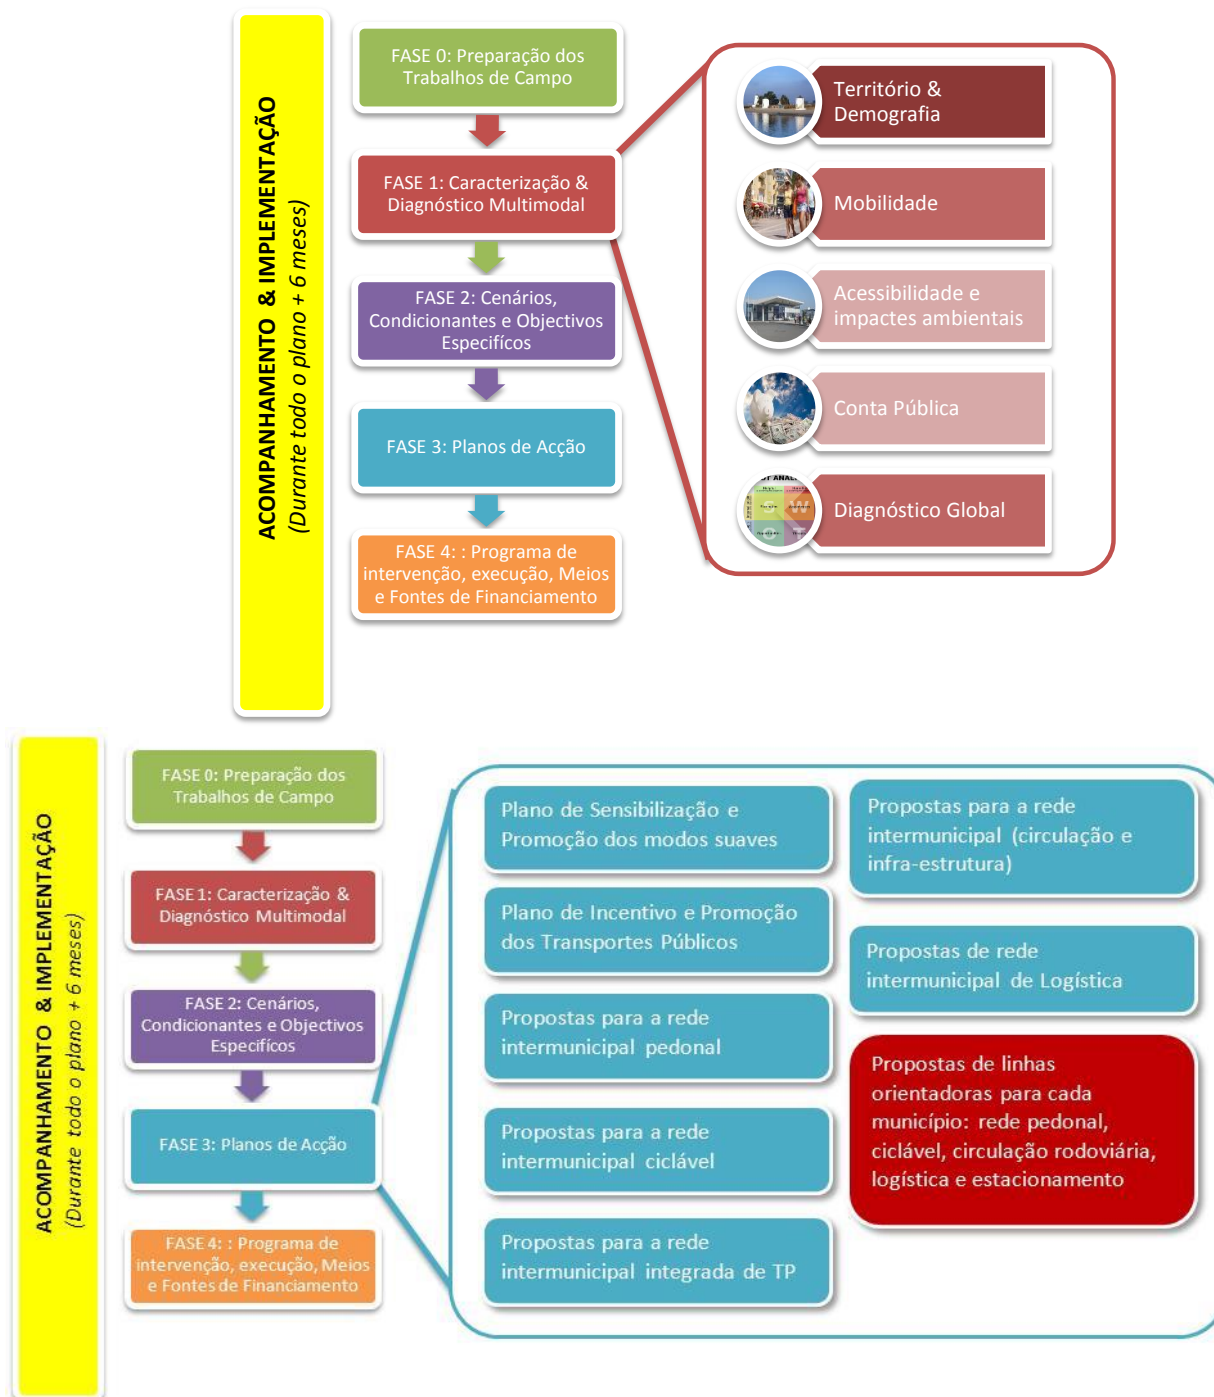 ACOMPANHAMENTO & IMPLEMENTAÇÃO
(Durante todo o plano + 6 meses)
FASE 0: Preparação dos
Trabalhos de Campo
FASE 1: Caracterização &
Diagnóstico Multimodal
FASE 2: Cenários,
Condicionantes e Objectivos
Especifícos
FASE 3: Planos de Acção
FASE 4: : Programa de
intervenção, execução, Meios
e Fontes de Financiamento
Território &
Demografia
Mobilidade
Acessibilidade e
impactes ambientais
Conta Pública
S W
Diagnóstico Global
ACOMPANHAMENTO & IMPLEMENTAÇÃO
(Durante todo o plano + 6 meses)
FASE 0: Preparação dos
Trabalhos de Campo
FASE 1: Caracterização &
Diagnóstico Multimodal
FASE 2: Cenários,
Condicionantes e Objectivos
Especifícos
FASE 3: Planos de Acção
FASE 4: : Programa de
intervenção, execução, Meios
e Fontes de Financiamento
Plano de Sensibilização e
Promoção dos modos suaves
Plano de Incentivo e Promoção
dos Transportes Públicos
Propostas para a rede
intermunicipal pedonal
Propostas para a rede
intermunicipal ciclável
Propostas para a rede
intermunicipal integrada de TP
Propostas para a rede
intermunicipal (circulação e
infra-estrutura)
Propostas de rede
intermunicipal de Logística
Propostas de linhas
orientadoras para cada
município: rede pedonal,
ciclável, circulação rodoviária,
logística e estacionamento